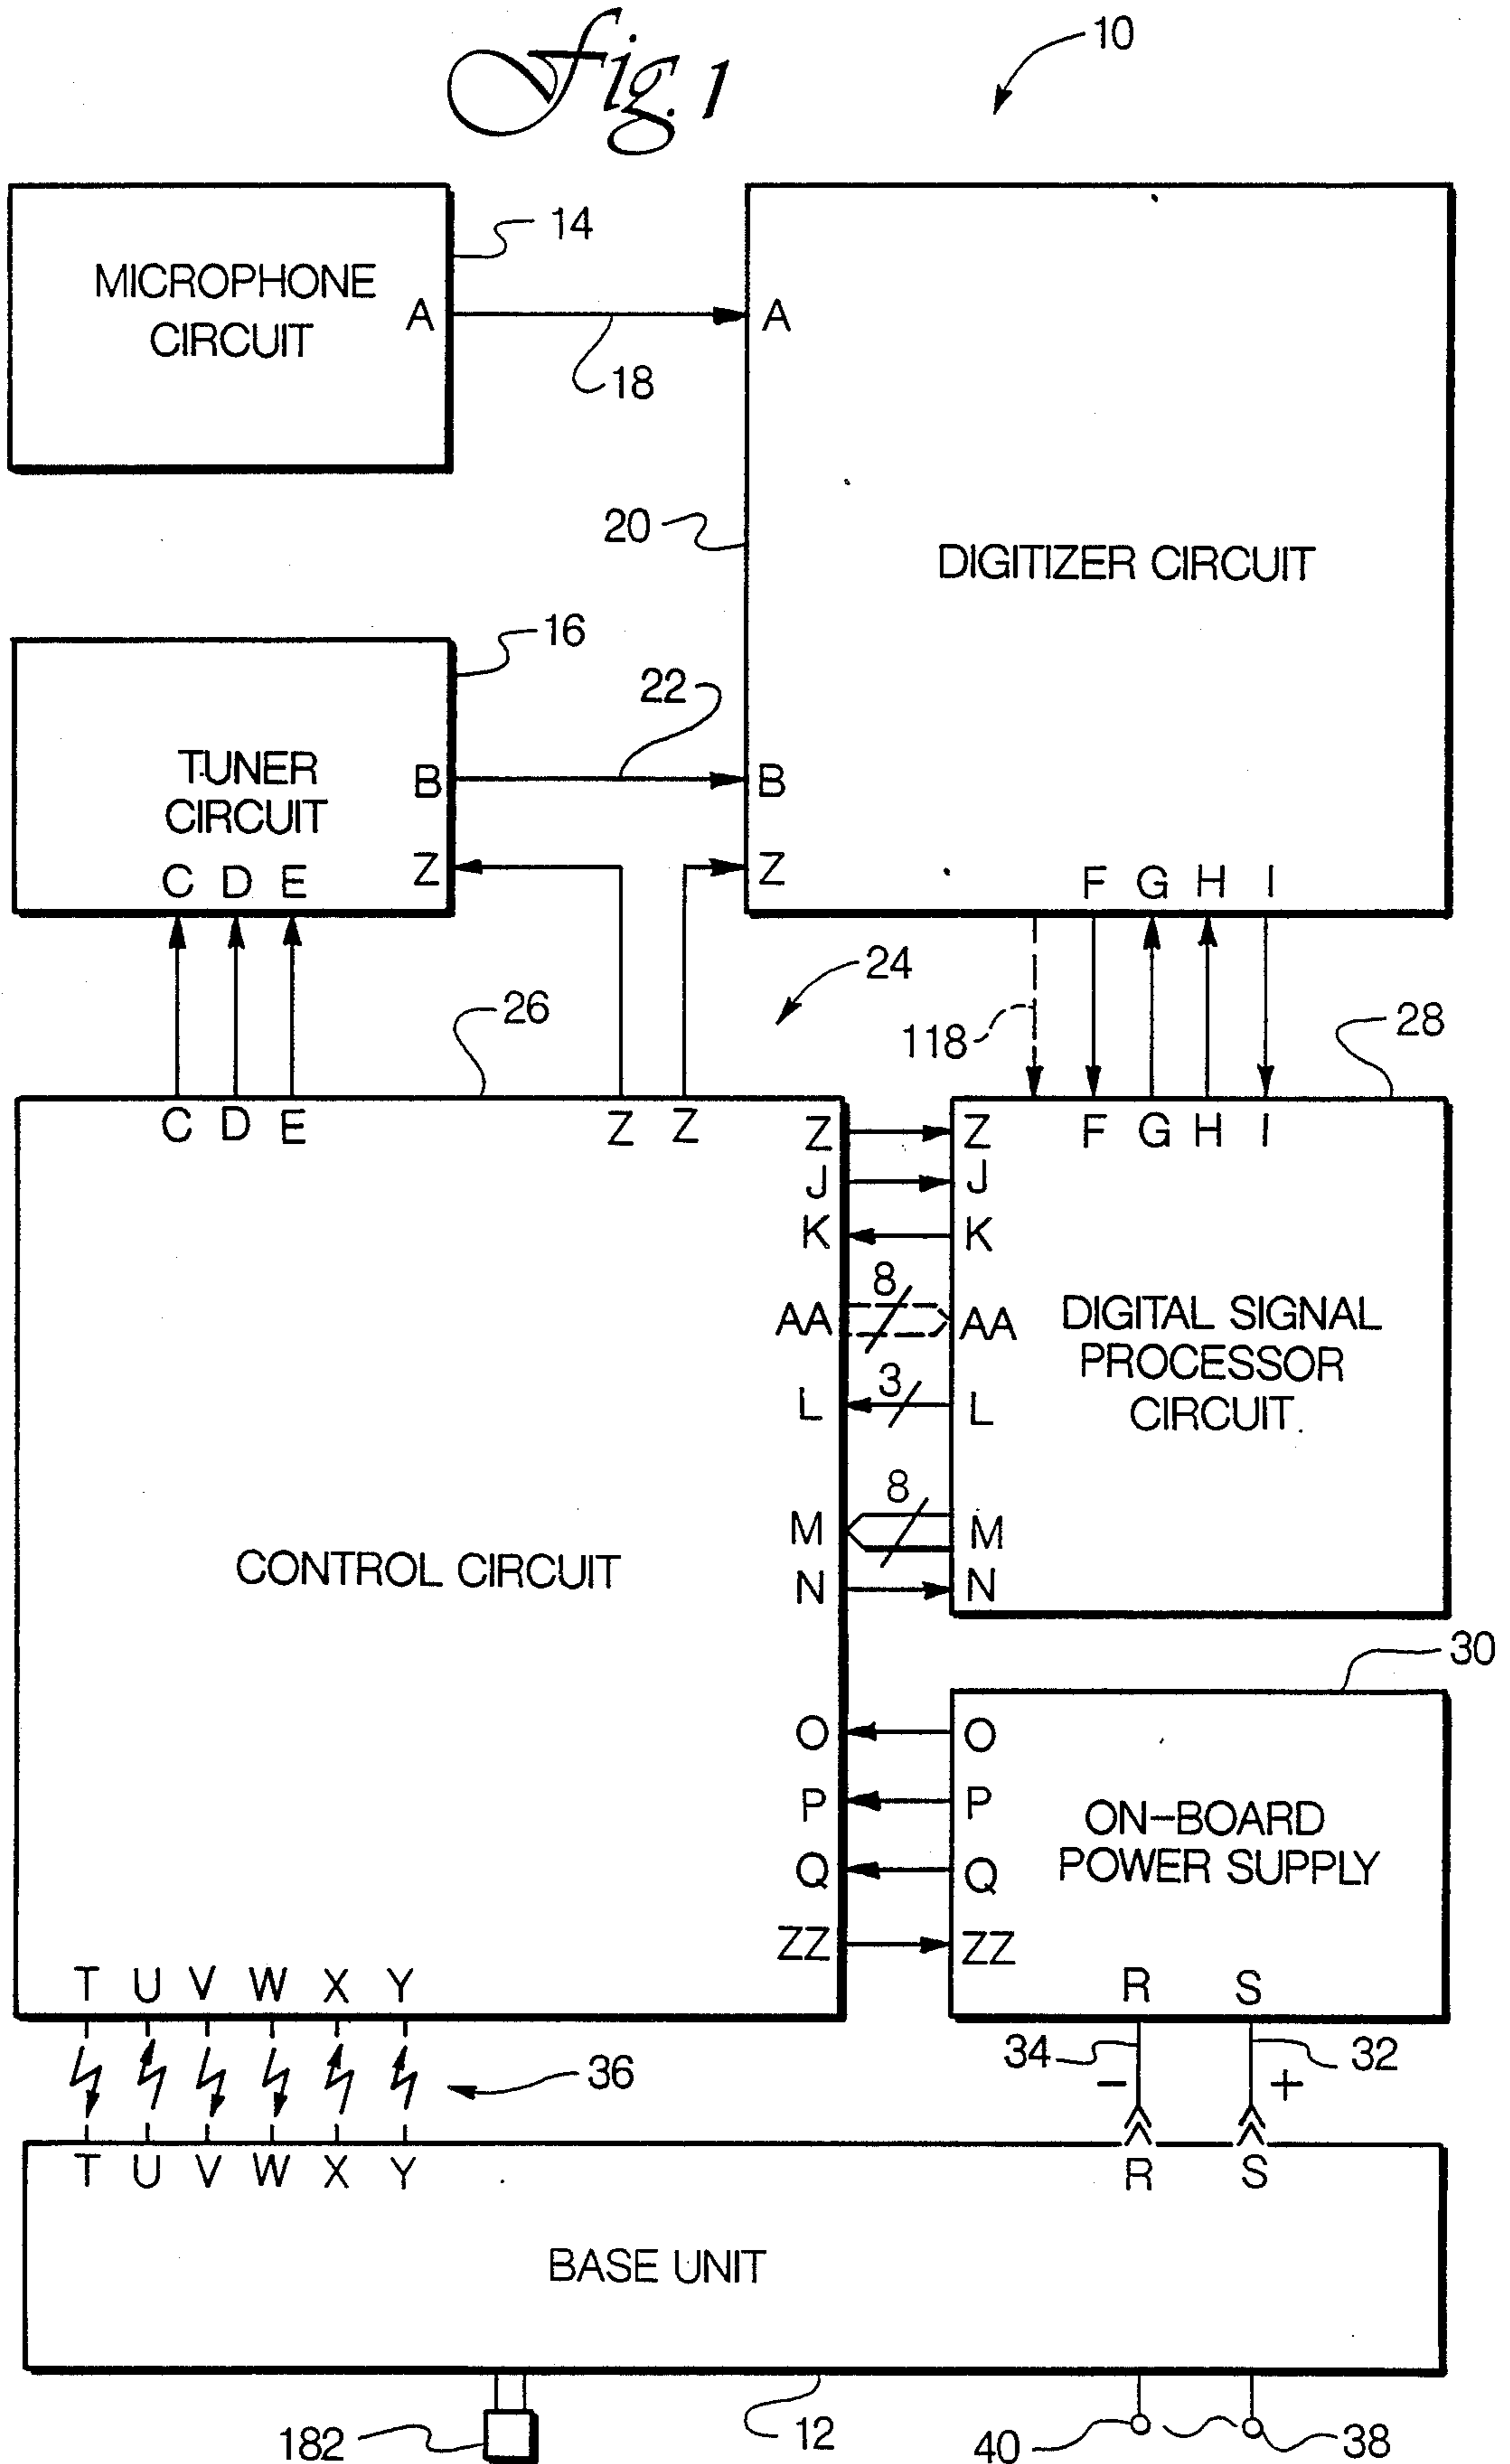 Fig. 1
10
14
MICROPHONE
CIRCUIT
A
A
18
20
DIGITIZER CIRCUIT
16
22
TUNER
CIRCUIT
B
B
Z
Z
C D E
F G H I
24
26
118
28
C D E Z Z
F G H I
Z Z
J J
K K
8
AA AA
DIGITAL SIGNAL
PROCESSOR
CIRCUIT
3
L L
8
M M
N N
CONTROL CIRCUIT
30
O O
P P
ON-BOARD
POWER SUPPLY
Q Q
ZZ ZZ
T U V W X Y
R S
34 32
- +
36
T U V W X Y
R S
BASE UNIT
182 12 40 38